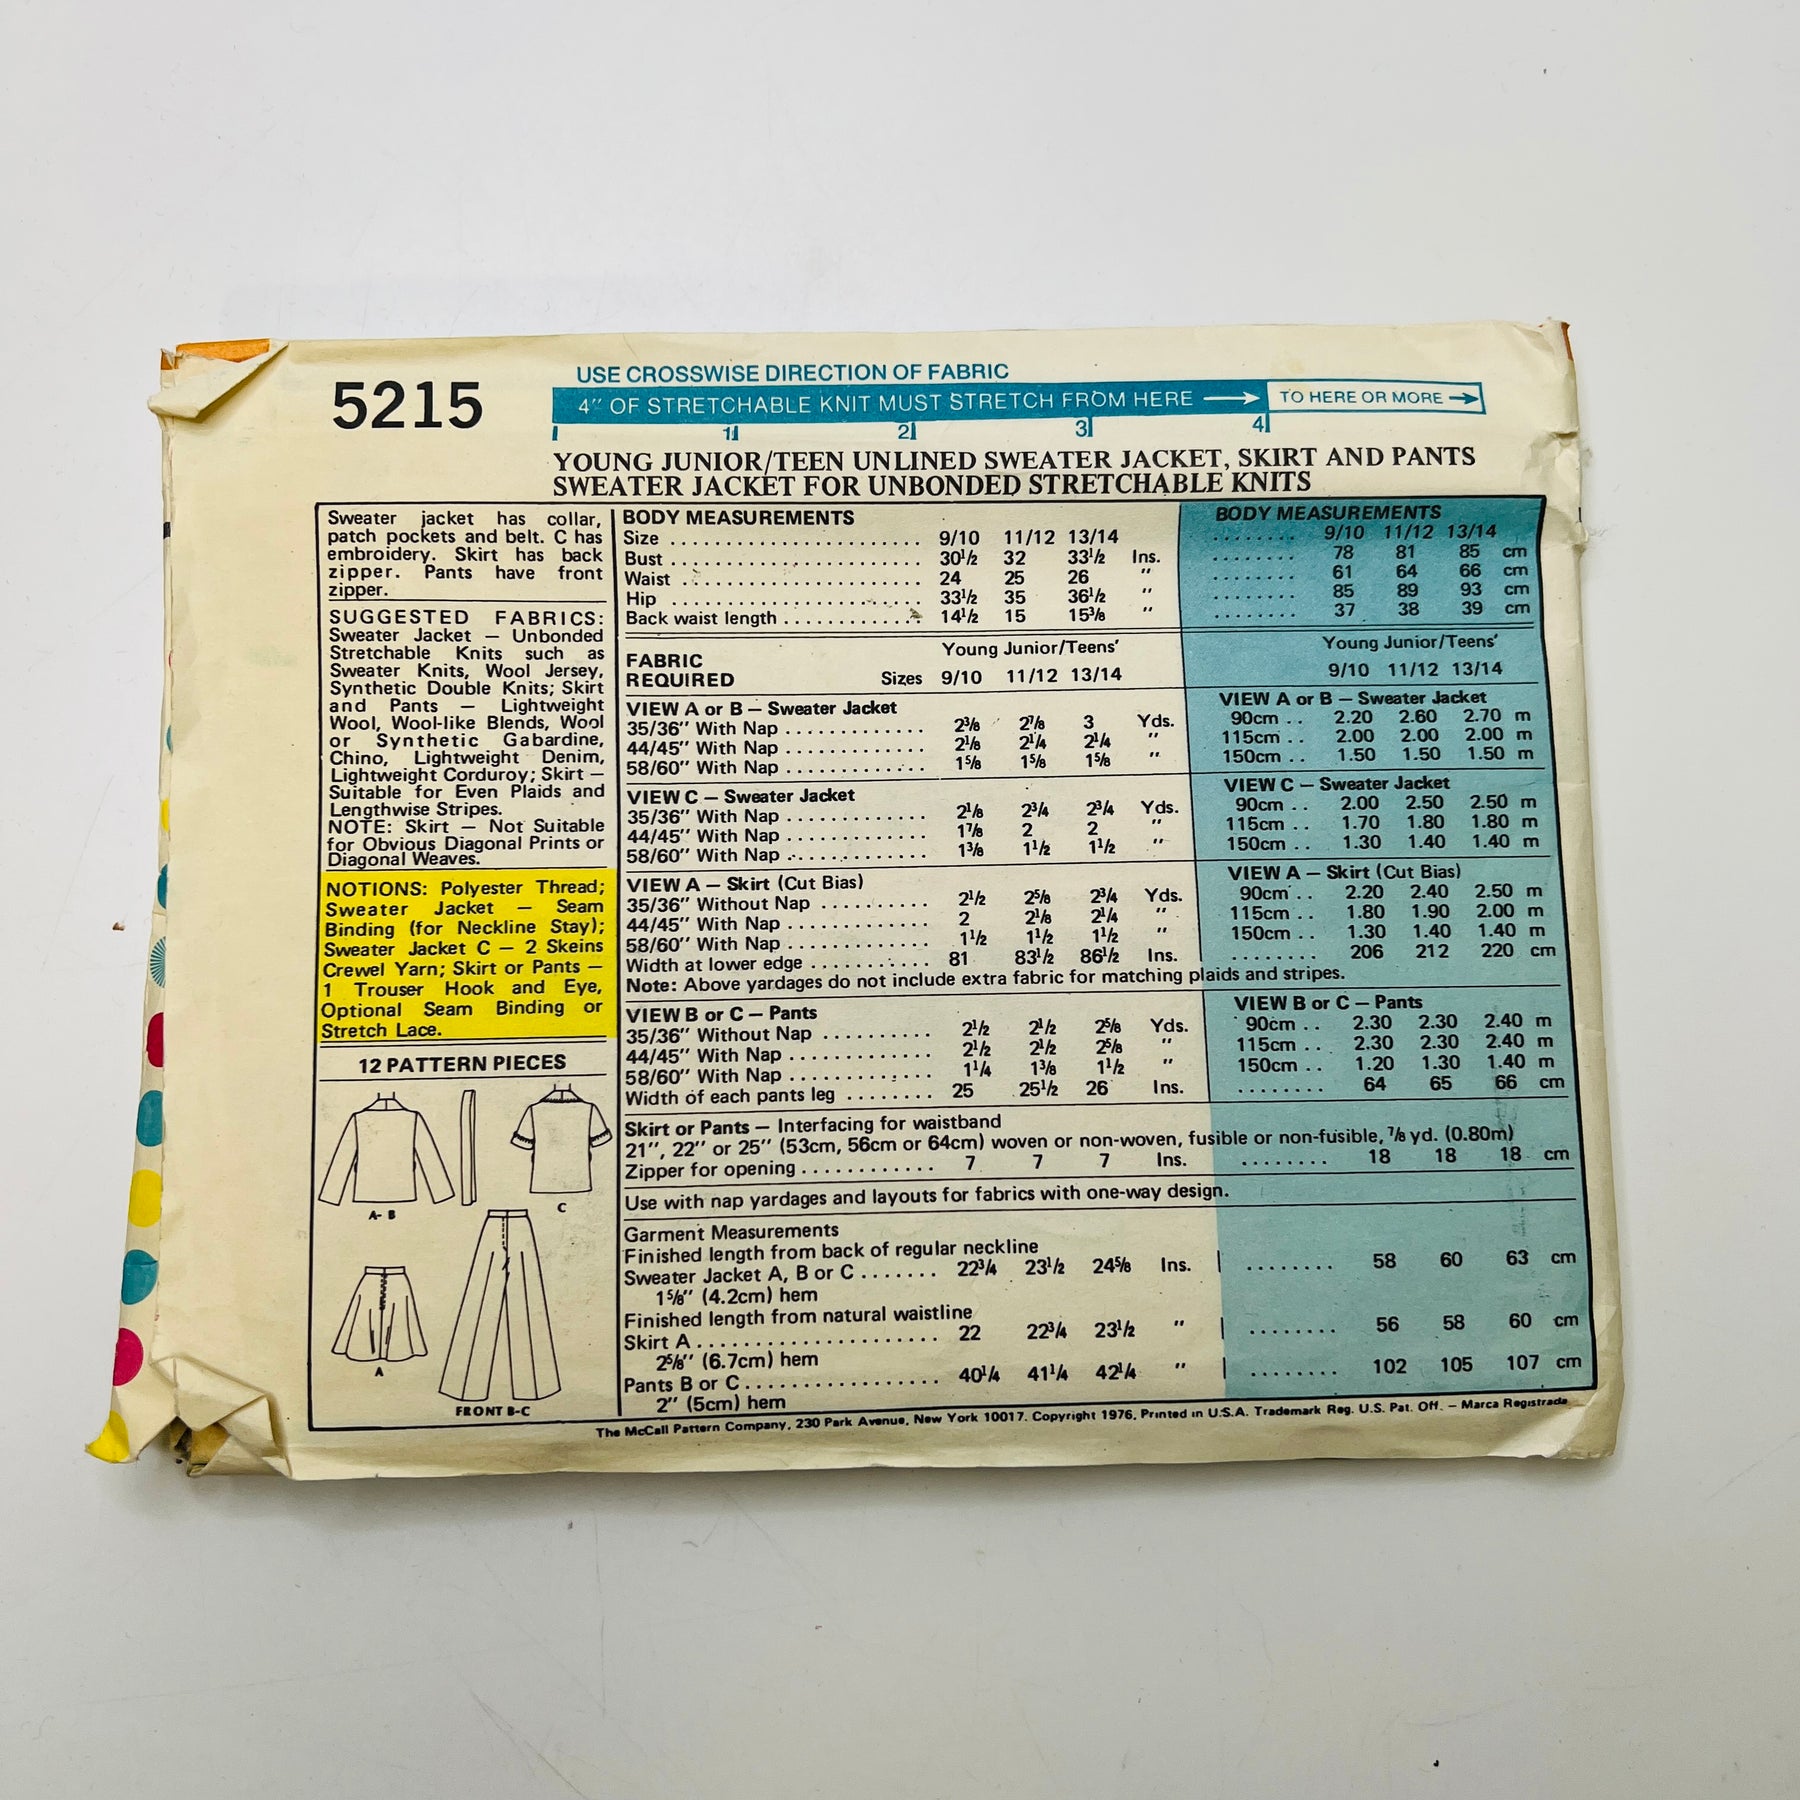 5215
USE CROSSWISE DIRECTION OF FABRIC
4" OF STRETCHABLE KNIT MUST STRETCH FROM HERE → TO HERE OR MORE →
1 2 3 4
YOUNG JUNIOR/TEEN UNLINED SWEATER JACKET, SKIRT AND PANTS
SWEATER JACKET FOR UNBONDED STRETCHABLE KNITS
Sweater jacket has collar,
patch pockets and belt. C has
embroidery. Skirt has back
zipper. Pants have front
zipper.
SUGGESTED FABRICS:
Sweater Jacket — Unbonded
Stretchable Knits such as
Sweater Knits, Wool Jersey,
Synthetic Double Knits; Skirt
and Pants — Lightweight
Wool, Wool-like Blends, Wool
or Synthetic Gabardine,
Chino, Lightweight Denim,
Lightweight Corduroy; Skirt —
Suitable for Even Plaids and
Lengthwise Stripes.
NOTE: Skirt — Not Suitable
for Obvious Diagonal Prints or
Diagonal Weaves.
NOTIONS: Polyester Thread;
Sweater Jacket — Seam
Binding (for Neckline Stay);
Sweater Jacket C — 2 Skeins
Crewel Yarn; Skirt or Pants —
1 Trouser Hook and Eye,
Optional Seam Binding or
Stretch Lace.
12 PATTERN PIECES
A- B
C
A
FRONT B-C
BODY MEASUREMENTS BODY MEASUREMENTS
Size 9/10 11/12 13/14 9/10 11/12 13/14
Bust 30½ 32 33½ Ins. 78 81 85 cm
Waist 24 25 26 " 61 64 66 cm
Hip 33½ 35 36½ " 85 89 93 cm
Back waist length 14½ 15 15⅜ " 37 38 39 cm
Young Junior/Teens' Young Junior/Teens'
FABRIC
REQUIRED Sizes 9/10 11/12 13/14 9/10 11/12 13/14
VIEW A or B — Sweater Jacket VIEW A or B — Sweater Jacket
35/36" With Nap 2⅜ 2⅞ 3 Yds. 90cm 2.20 2.60 2.70 m
44/45" With Nap 2⅛ 2¼ 2¼ " 115cm 2.00 2.00 2.00 m
58/60" With Nap 1⅝ 1⅝ 1⅝ " 150cm 1.50 1.50 1.50 m
VIEW C — Sweater Jacket VIEW C — Sweater Jacket
35/36" With Nap 2⅛ 2¾ 2¾ Yds. 90cm 2.00 2.50 2.50 m
44/45" With Nap 1⅞ 2 2 " 115cm 1.70 1.80 1.80 m
58/60" With Nap 1⅜ 1½ 1½ " 150cm 1.30 1.40 1.40 m
VIEW A — Skirt (Cut Bias) VIEW A — Skirt (Cut Bias)
35/36" Without Nap 2½ 2⅝ 2¾ Yds. 90cm 2.20 2.40 2.50 m
44/45" With Nap 2 2⅛ 2¼ " 115cm 1.80 1.90 2.00 m
58/60" With Nap 1½ 1½ 1½ " 150cm 1.30 1.40 1.40 m
Width at lower edge 81 83½ 86½ Ins. 206 212 220 cm
Note: Above yardages do not include extra fabric for matching plaids and stripes.
VIEW B or C — Pants VIEW B or C — Pants
35/36" Without Nap 2½ 2½ 2⅝ Yds. 90cm 2.30 2.30 2.40 m
44/45" With Nap 2½ 2½ 2⅝ " 115cm 2.30 2.30 2.40 m
58/60" With Nap 1¼ 1⅜ 1½ " 150cm 1.20 1.30 1.40 m
Width of each pants leg 25 25½ 26 Ins. 64 65 66 cm
Skirt or Pants — Interfacing for waistband
21", 22" or 25" (53cm, 56cm or 64cm) woven or non-woven, fusible or non-fusible, ⅞ yd. (0.80m)
Zipper for opening 7 7 7 Ins. 18 18 18 cm
Use with nap yardages and layouts for fabrics with one-way design.
Garment Measurements
Finished length from back of regular neckline
Sweater Jacket A, B or C 22¾ 23½ 24⅝ Ins. 58 60 63 cm
1⅝" (4.2cm) hem
Finished length from natural waistline
Skirt A 22 22¾ 23½ " 56 58 60 cm
2⅝" (6.7cm) hem
Pants B or C 40¼ 41¼ 42¼ " 102 105 107 cm
2" (5cm) hem
The McCall Pattern Company, 230 Park Avenue, New York 10017. Copyright 1976, Printed in U.S.A. Trademark Reg. U.S. Pat. Off. — Marca Registrada